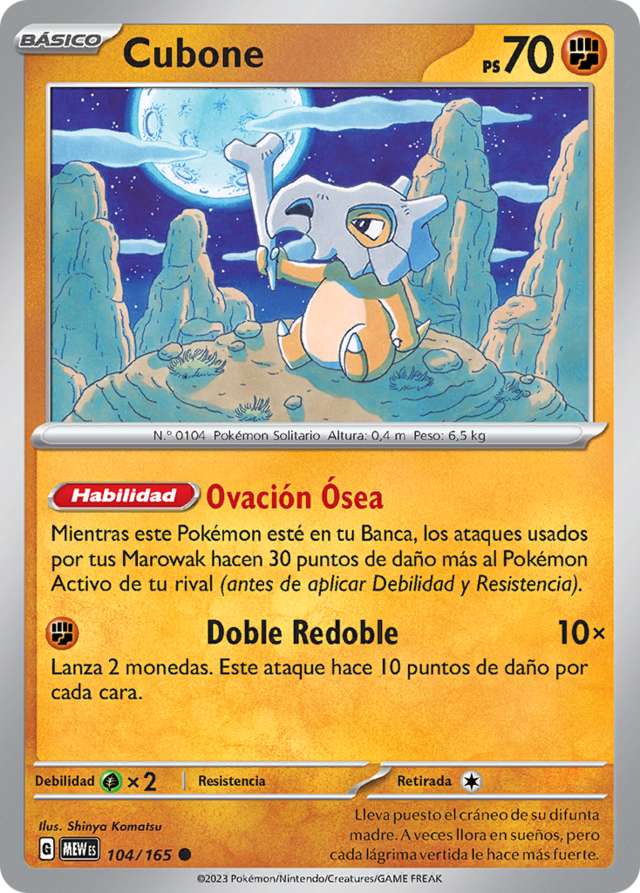 BÁSICO Cubone PS 70
N.º 0104 Pokémon Solitario Altura: 0,4 m Peso: 6,5 kg
Habilidad Ovación Ósea
Mientras este Pokémon esté en tu Banca, los ataques usados
por tus Marowak hacen 30 puntos de daño más al Pokémon
Activo de tu rival (antes de aplicar Debilidad y Resistencia).
Doble Redoble 10×
Lanza 2 monedas. Este ataque hace 10 puntos de daño por
cada cara.
Debilidad ×2 Resistencia Retirada
Ilus. Shinya Komatsu
G MEW ES 104/165
Lleva puesto el cráneo de su difunta
madre. A veces llora en sueños, pero
cada lágrima vertida le hace más fuerte.
©2023 Pokémon/Nintendo/Creatures/GAME FREAK